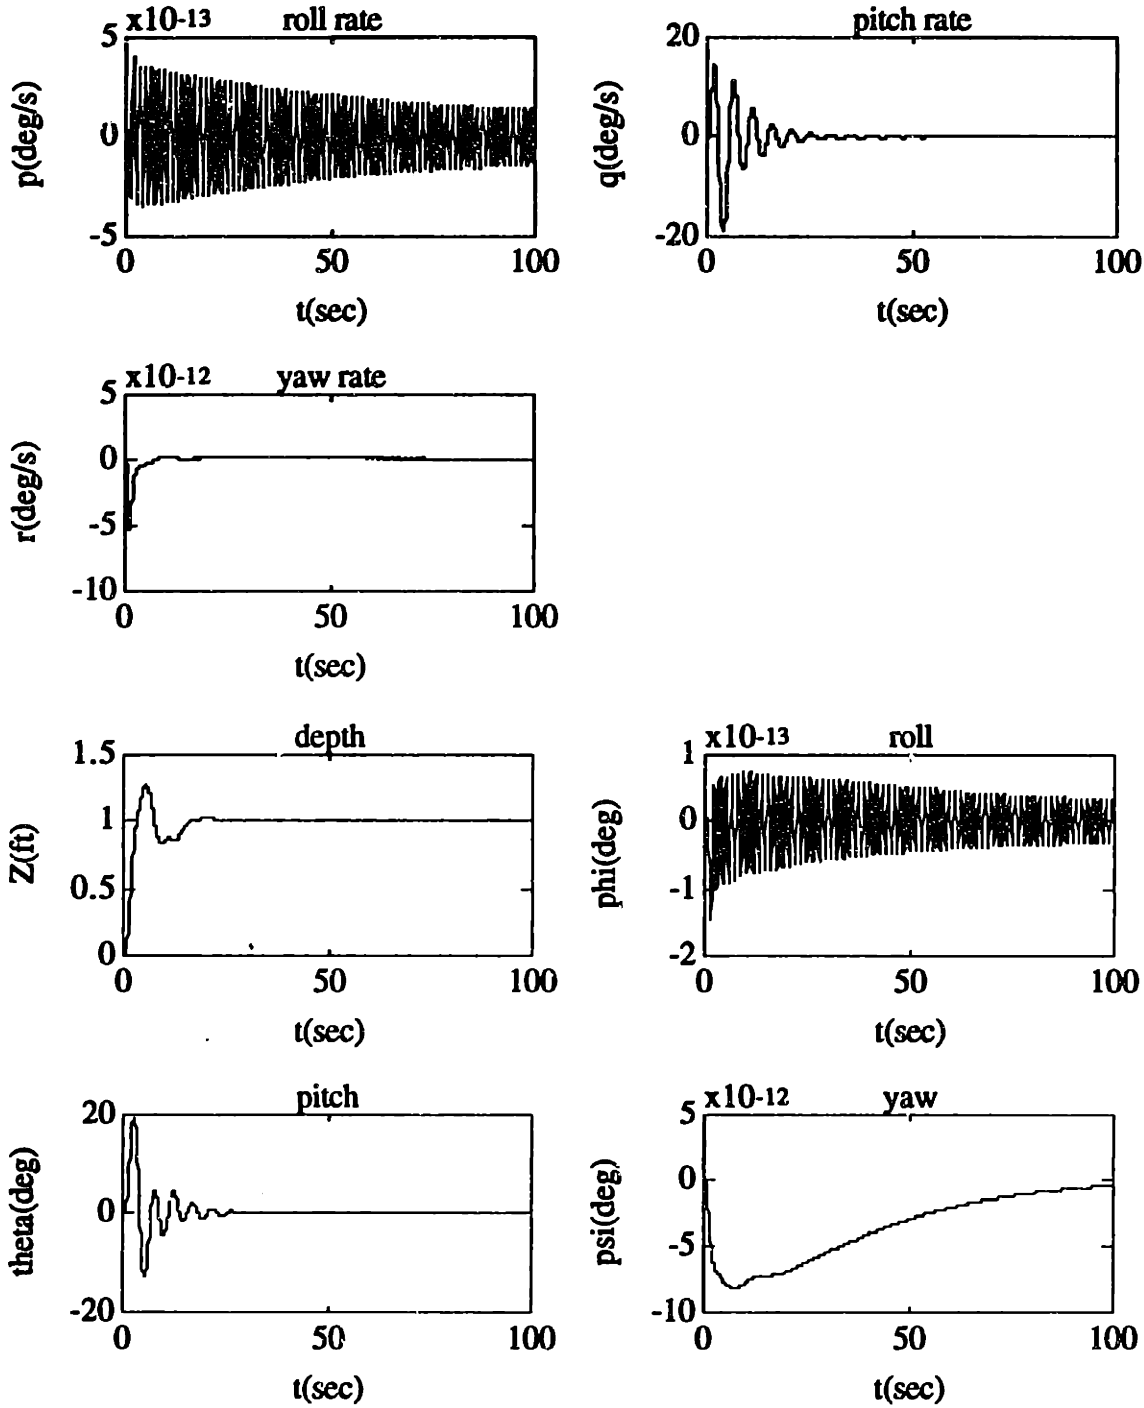 x10-13 roll rate
5
0
-5
p(deg/s)
0 50 100
t(sec)
pitch rate
20
0
-20
q(deg/s)
0 50 100
t(sec)
x10-12 yaw rate
5
0
-5
-10
r(deg/s)
0 50 100
t(sec)
depth
1.5
1
0.5
0
Z(ft)
0 50 100
t(sec)
x10-13 roll
1
0
-1
-2
phi(deg)
0 50 100
t(sec)
pitch
20
0
-20
theta(deg)
0 50 100
t(sec)
x10-12 yaw
5
0
-5
-10
psi(deg)
0 50 100
t(sec)